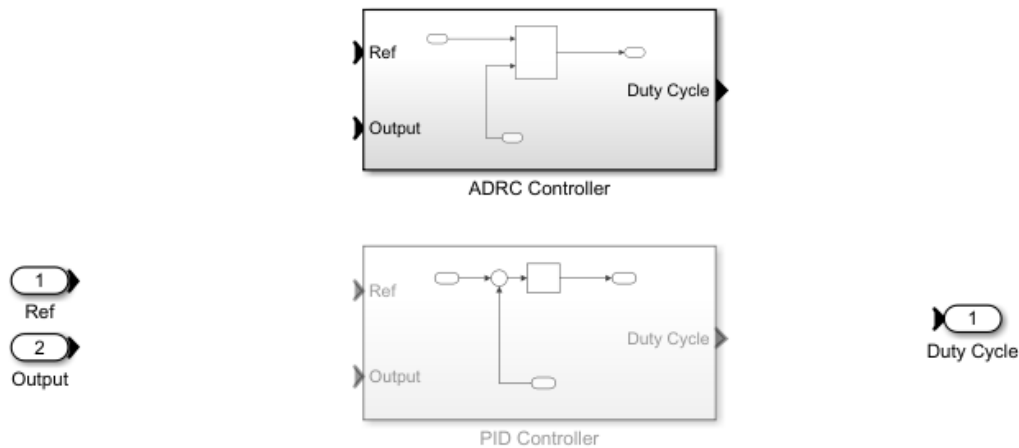 Ref
Duty Cycle
Output
ADRC Controller
1
Ref
2
Output
Ref
Duty Cycle
Output
PID Controller
1
Duty Cycle